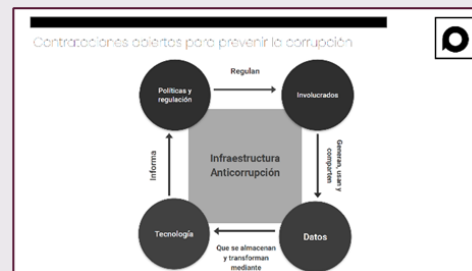 Contrataciones abiertas para prevenir la corrupción
Regulan
Políticas y
regulación
Involucrados
Informa
Infraestructura
Anticorrupción
Generan, usan y
comparten
Tecnología
Que se almacenan
y transforman
mediante
Datos